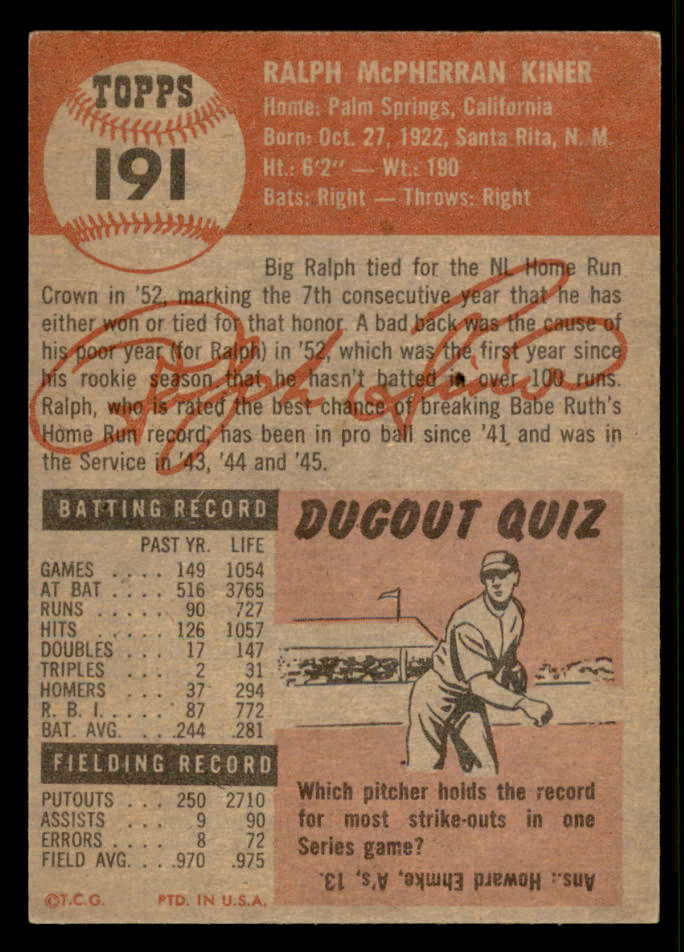 TOPPS
191
RALPH McPHERRAN KINER
Home: Palm Springs, California
Born: Oct. 27, 1922, Santa Rita, N. M.
Ht.: 6'2" — Wt.: 190
Bats: Right — Throws: Right
Big Ralph tied for the NL Home Run
Crown in '52, marking the 7th consecutive year that he has
either won or tied for that honor. A bad back was the cause of
his poor year (for Ralph) in '52, which was the first year since
his rookie season that he hasn't batted in over 100 runs.
Ralph, who is rated the best chance of breaking Babe Ruth's
Home Run record, has been in pro ball since '41 and was in
the Service in '43, '44 and '45.
Ralph Kiner
BATTING RECORD
PAST YR. LIFE
GAMES .... 149 1054
AT BAT .... 516 3765
RUNS ..... 90 727
HITS ..... 126 1057
DOUBLES ... 17 147
TRIPLES .... 2 31
HOMERS ... 37 294
R. B. I. ..... 87 772
BAT. AVG. ... .244 .281
FIELDING RECORD
PUTOUTS ... 250 2710
ASSISTS .... 9 90
ERRORS .... 8 72
FIELD AVG. ... .970 .975
©T.C.G. PTD. IN U.S.A.
DUGOUT QUIZ
Which pitcher holds the record
for most strike-outs in one
Series game?
Ans.: Howard Ehmke, A's, 13.